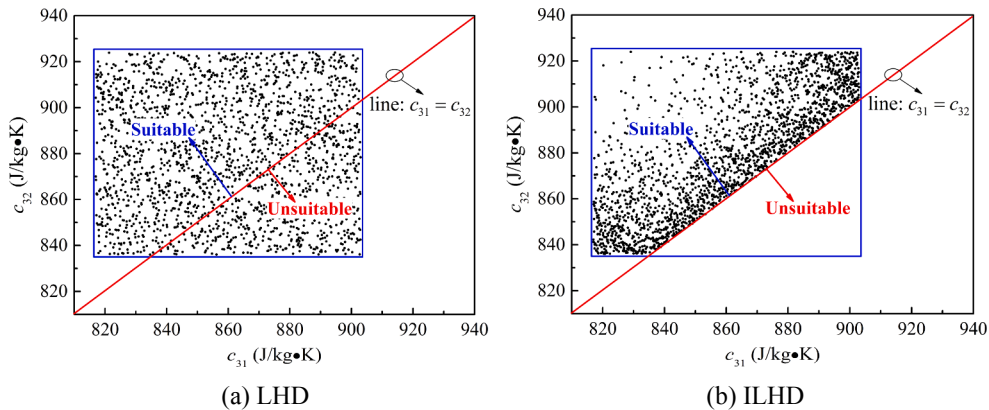 940
920
900
880
860
840
820
c₃₂ (J/kg•K)
Suitable
Unsuitable
line: c₃₁ = c₃₂
820 840 860 880 900 920 940
c₃₁ (J/kg•K)
(a) LHD
940
920
900
880
860
840
820
c₃₂ (J/kg•K)
Suitable
Unsuitable
line: c₃₁ = c₃₂
820 840 860 880 900 920 940
c₃₁ (J/kg•K)
(b) ILHD